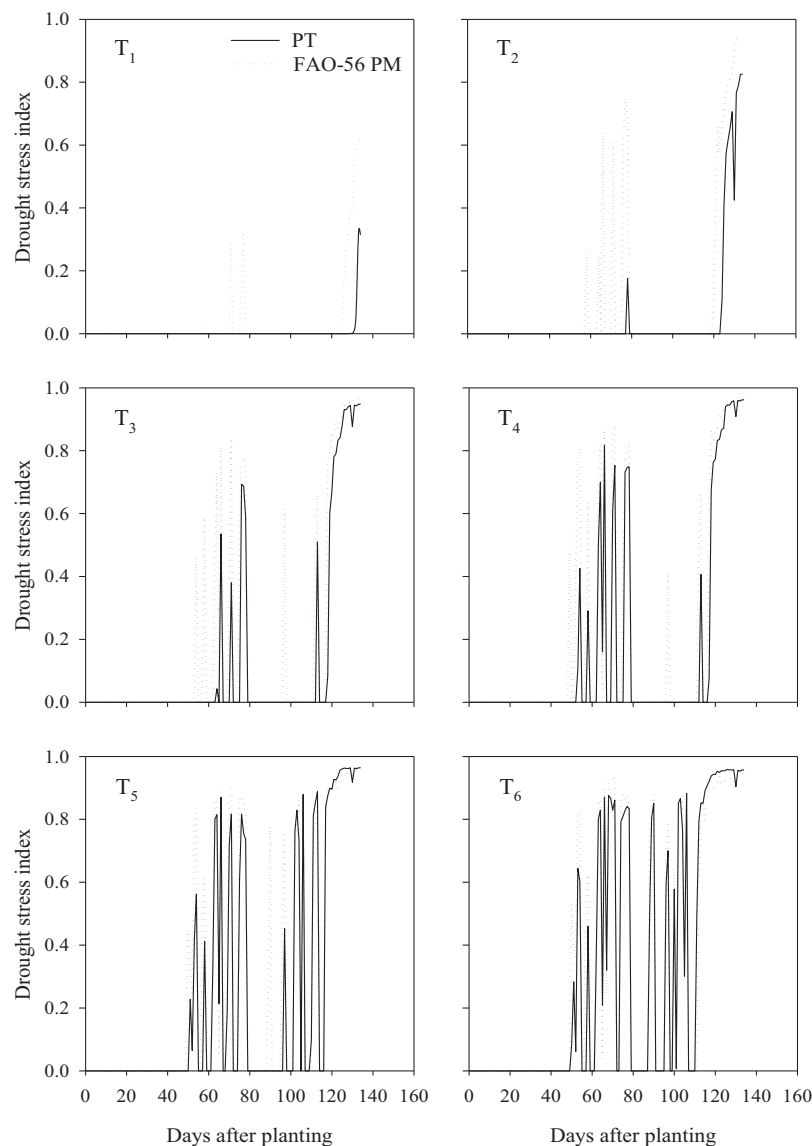 T1
PT
FAO-56 PM
T2
Drought stress index
1.0
0.8
0.6
0.4
0.2
0.0
T3
T4
Drought stress index
1.0
0.8
0.6
0.4
0.2
0.0
T5
T6
Drought stress index
1.0
0.8
0.6
0.4
0.2
0.0
0 20 40 60 80 100 120 140 160
0 20 40 60 80 100 120 140 160
Days after planting
Days after planting